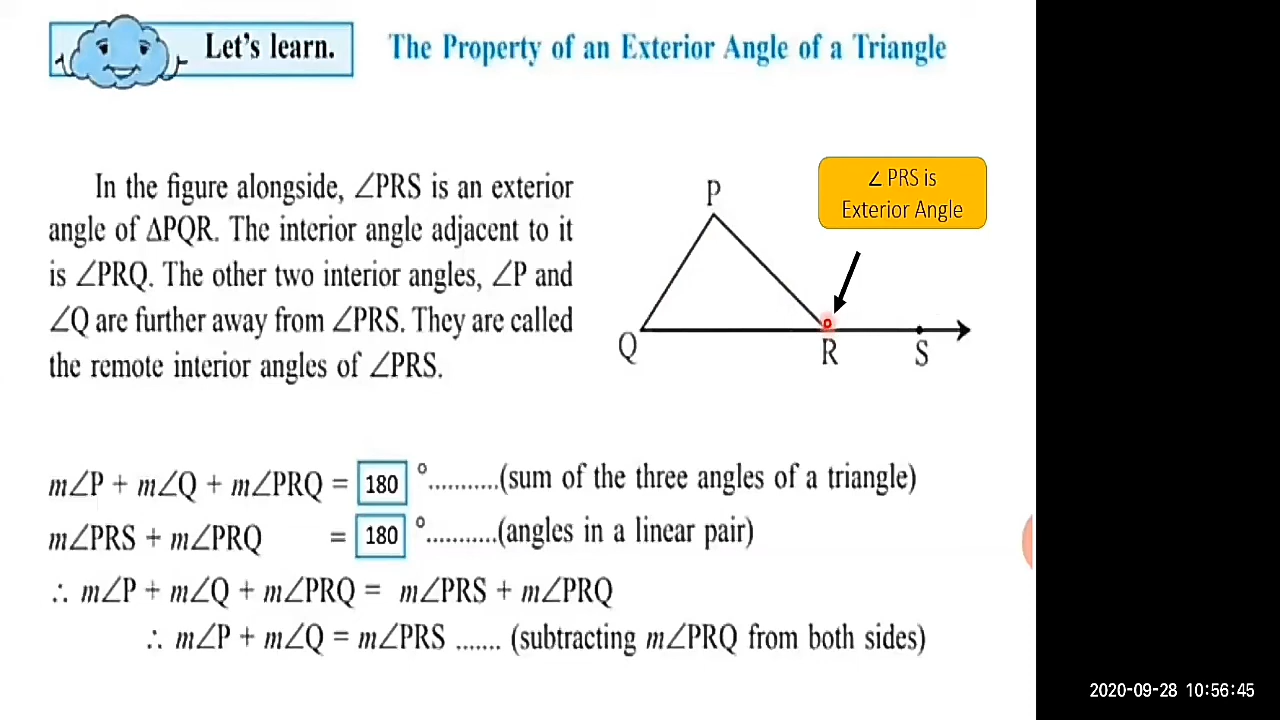 Let's learn. The Property of an Exterior Angle of a Triangle
In the figure alongside, ∠PRS is an exterior
angle of ΔPQR. The interior angle adjacent to it
is ∠PRQ. The other two interior angles, ∠P and
∠Q are further away from ∠PRS. They are called
the remote interior angles of ∠PRS.
∠ PRS is
Exterior Angle
P
Q
R
S
m∠P + m∠Q + m∠PRQ = 180 °...........(sum of the three angles of a triangle)
m∠PRS + m∠PRQ = 180 °...........(angles in a linear pair)
∴ m∠P + m∠Q + m∠PRQ = m∠PRS + m∠PRQ
∴ m∠P + m∠Q = m∠PRS ....... (subtracting m∠PRQ from both sides)
2020-09-28 10:56:45